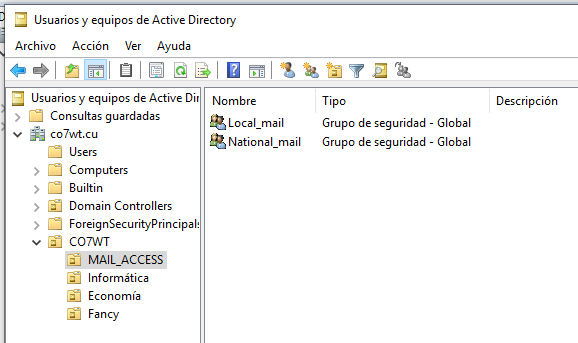 Usuarios y equipos de Active Directory
Archivo Acción Ver Ayuda
Usuarios y equipos de Active Dire
Consultas guardadas
co7wt.cu
Users
Computers
Builtin
Domain Controllers
ForeignSecurityPrincipals
CO7WT
MAIL_ACCESS
Informática
Economía
Fancy
Nombre Tipo Descripción
Local_mail Grupo de seguridad - Global
National_mail Grupo de seguridad - Global